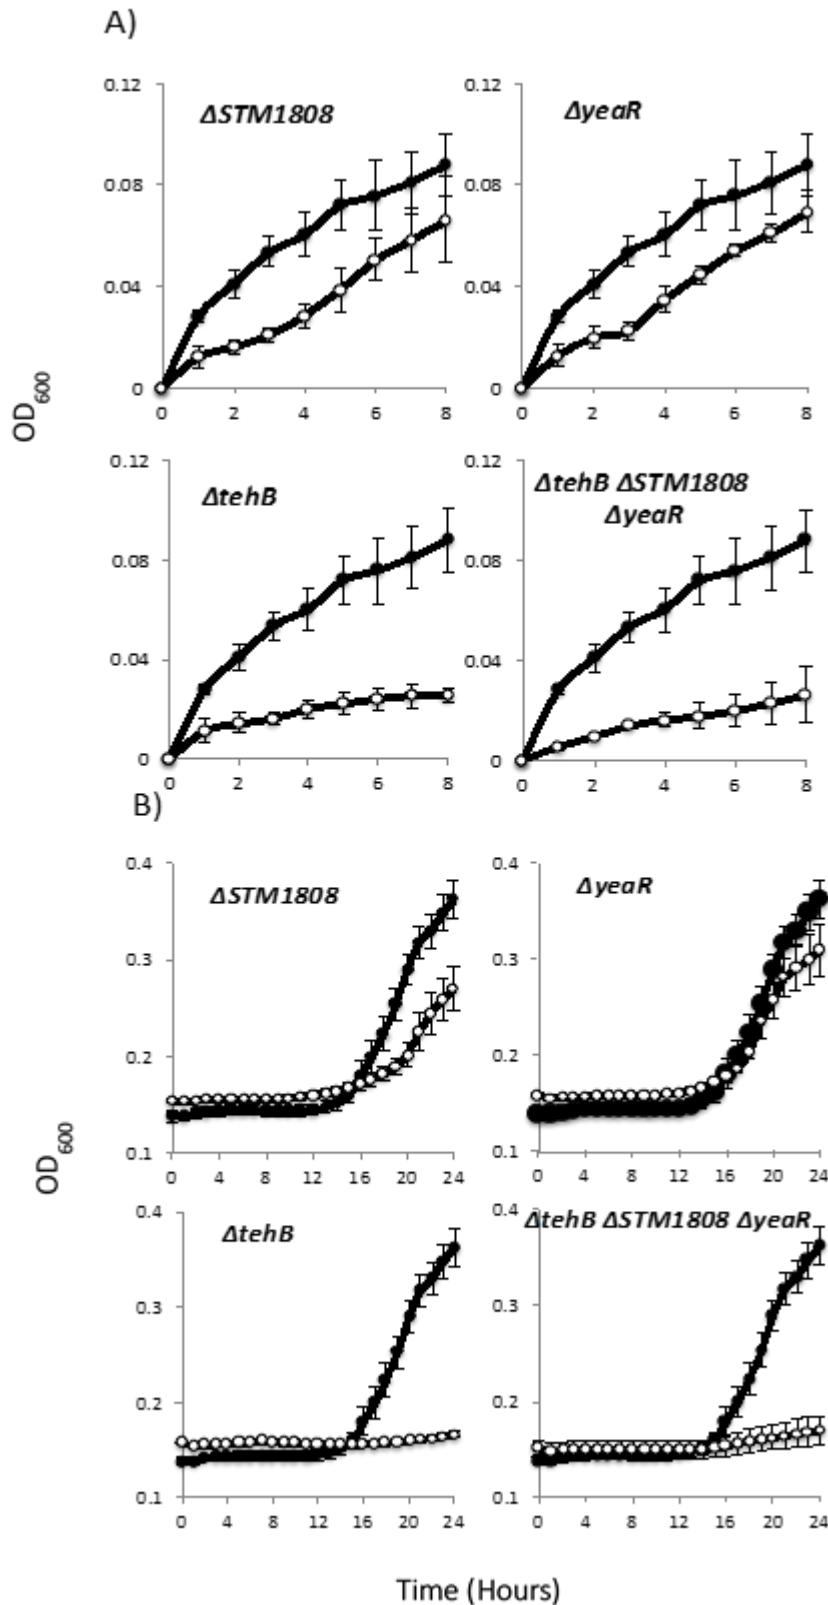 A)
ΔSTM1808
ΔyeaR
0.12
0.08
0.04
0
0 2 4 6 8
0.12
0.08
0.04
0
0 2 4 6 8
OD600
ΔtehB
ΔtehB ΔSTM1808
ΔyeaR
0.12
0.08
0.04
0
0 2 4 6 8
0.12
0.08
0.04
0
0 2 4 6 8
B)
ΔSTM1808
ΔyeaR
0.4
0.3
0.2
0.1
0 4 8 12 16 20 24
0.4
0.3
0.2
0.1
0 4 8 12 16 20 24
OD600
ΔtehB
ΔtehB ΔSTM1808 ΔyeaR
0.4
0.3
0.2
0.1
0 4 8 12 16 20 24
0.4
0.3
0.2
0.1
0 4 8 12 16 20 24
Time (Hours)